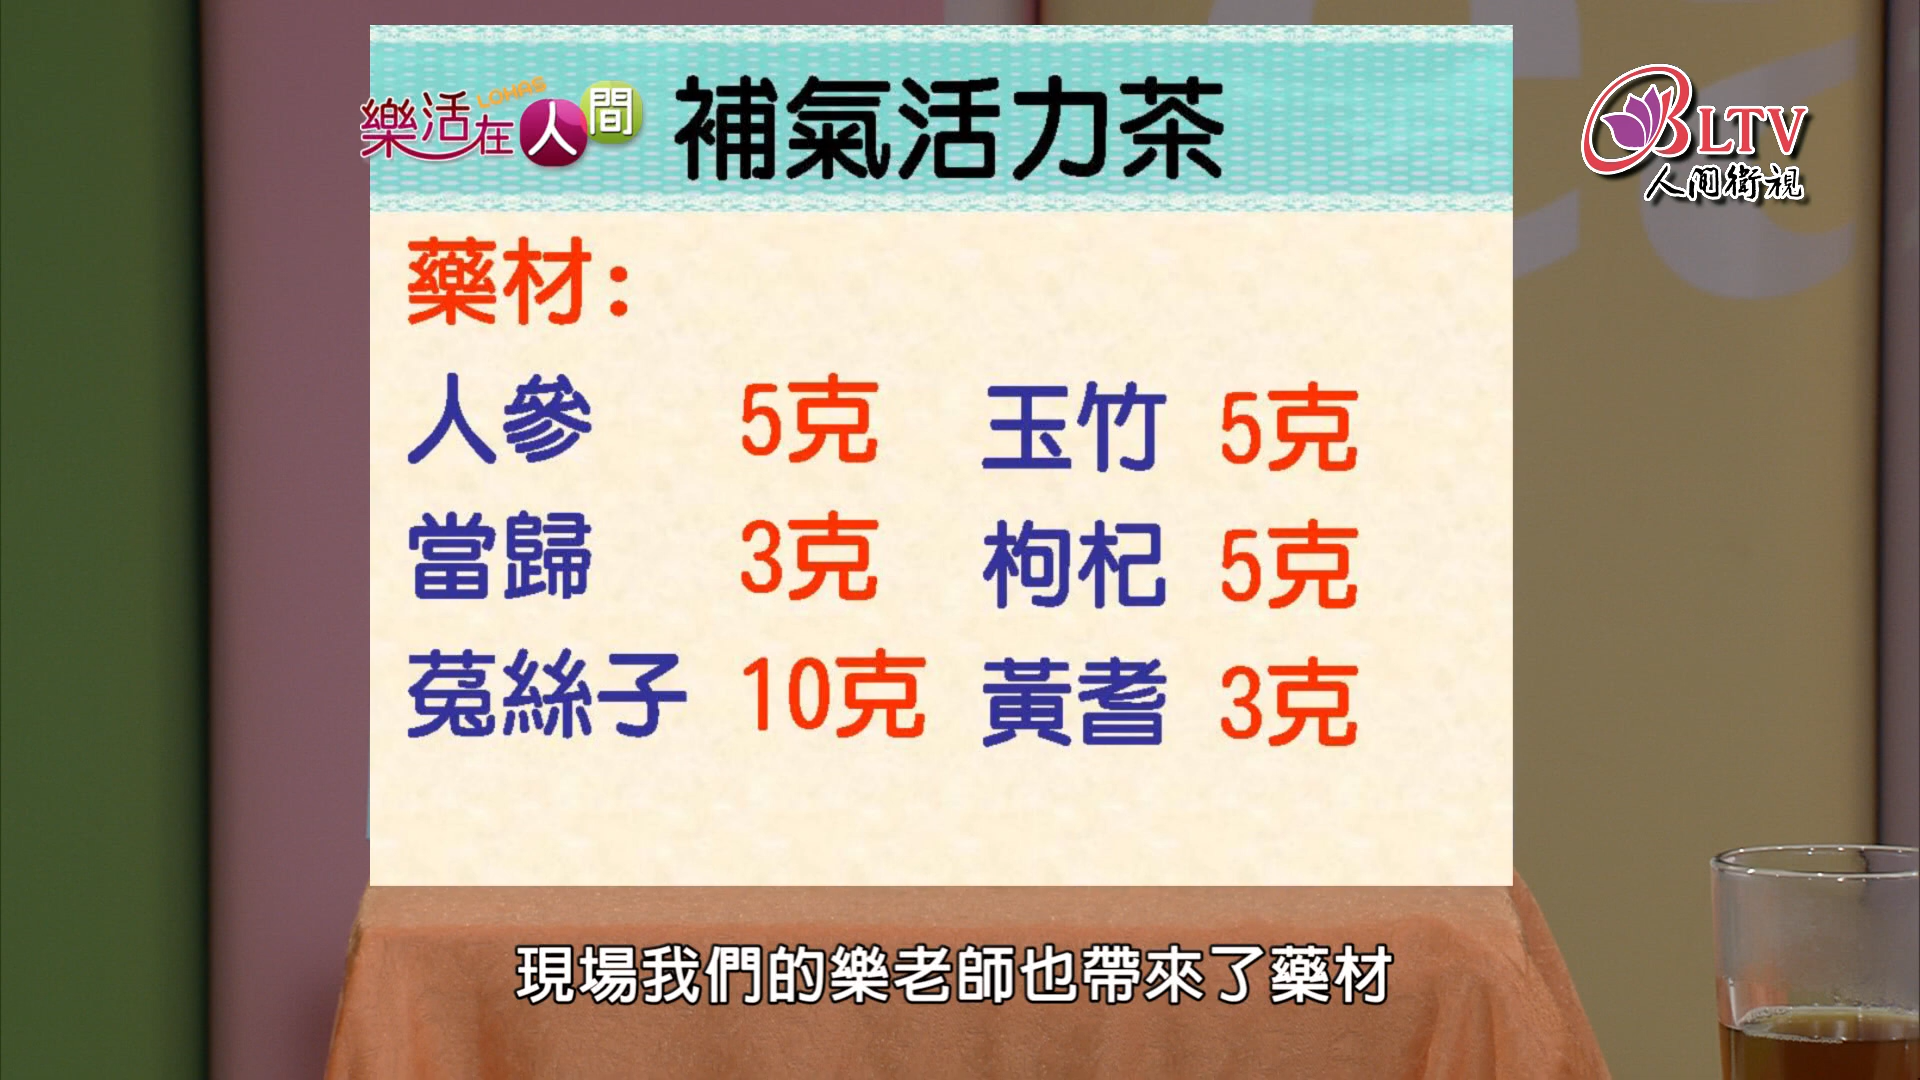 樂活在人間
LOHAS
補氣活力茶
BLTV
人間衛視
藥材:
人參 5克 玉竹 5克
當歸 3克 枸杞 5克
菟絲子 10克 黃耆 3克
現場我們的樂老師也帶來了藥材